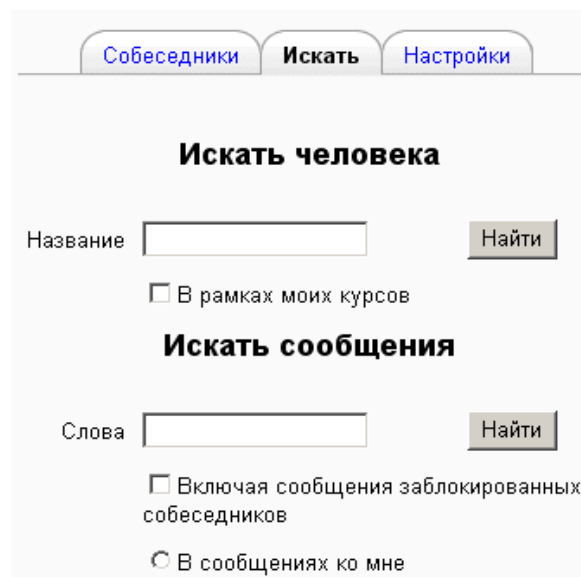 Собеседники Искать Настройки
Искать человека
Название Найти
В рамках моих курсов
Искать сообщения
Слова Найти
Включая сообщения заблокированных
собеседников
В сообщениях ко мне